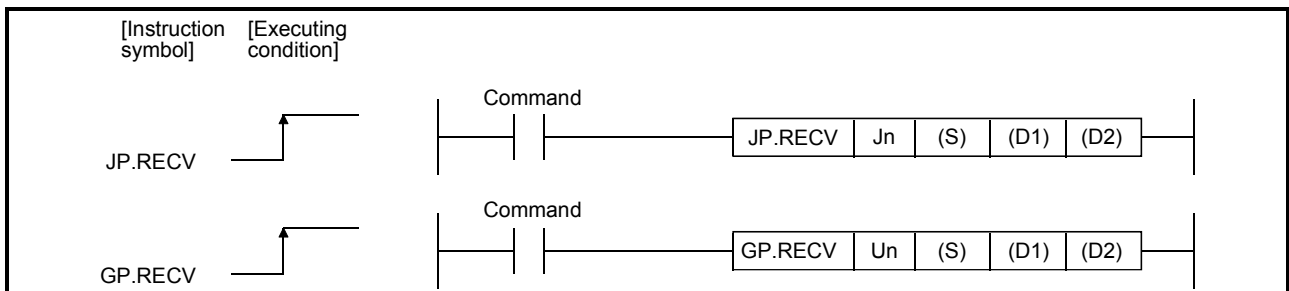 [Instruction symbol] [Executing condition]
Command
JP.RECV JP.RECV Jn (S) (D1) (D2)
Command
GP.RECV GP.RECV Un (S) (D1) (D2)